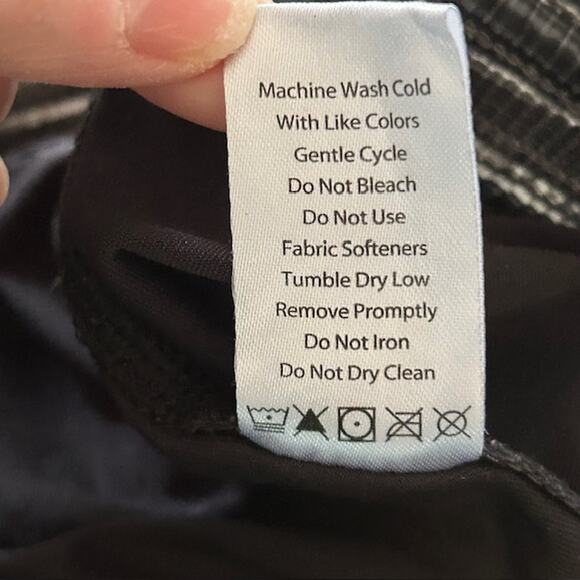 Machine Wash Cold
With Like Colors
Gentle Cycle
Do Not Bleach
Do Not Use
Fabric Softeners
Tumble Dry Low
Remove Promptly
Do Not Iron
Do Not Dry Clean